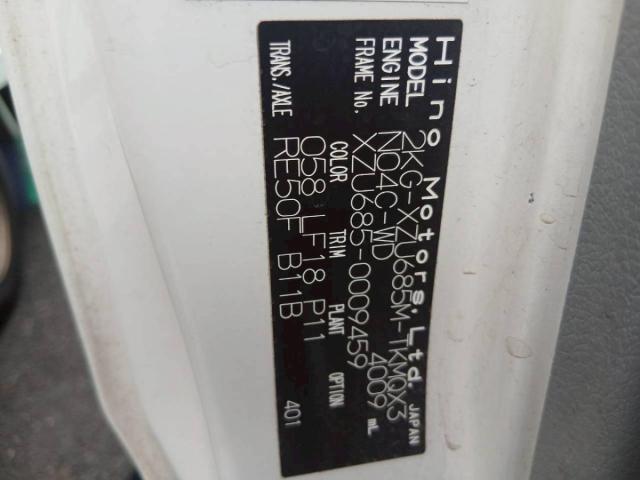 Hino Motors, Ltd. JAPAN
MODEL 2KG-XZU685M-TKMQX3
ENGINE N04C-WD 4009 mL
FRAME No. XZU685-0009459
COLOR TRIM PLANT OPTION
058 LF18 P11
TRANS./AXLE RE50F B11B
401